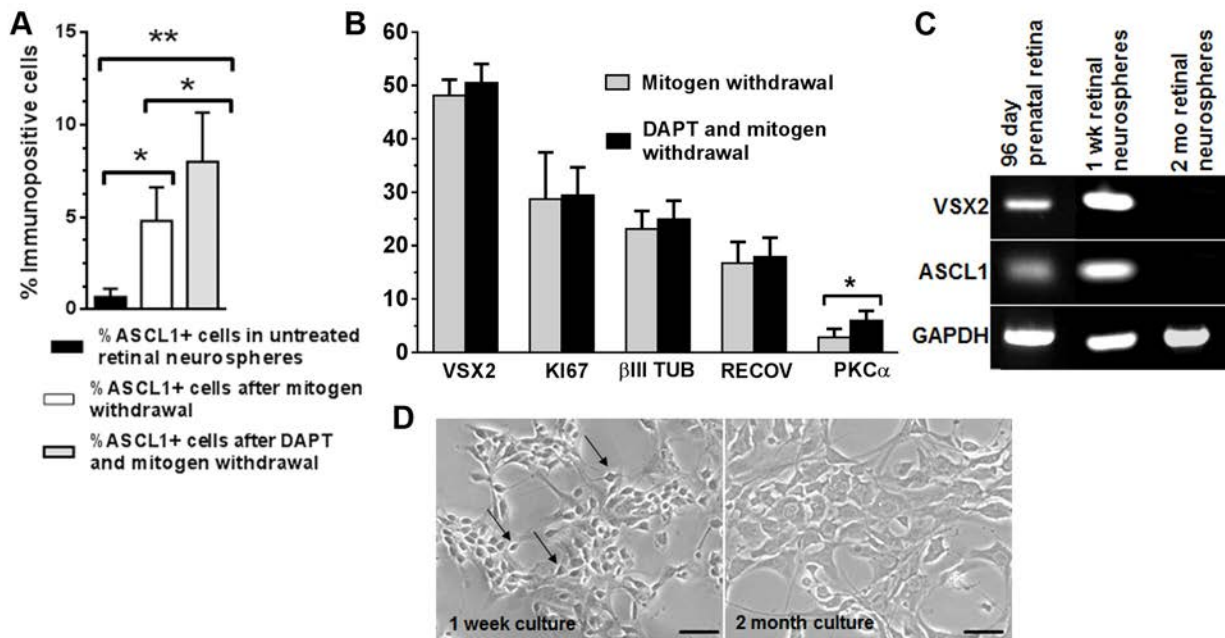 A
% Immunopositive cells
15
10
5
0
**
*
*
% ASCL1+ cells in untreated
retinal neurospheres
% ASCL1+ cells after mitogen
withdrawal
% ASCL1+ cells after DAPT
and mitogen withdrawal
B
60
50
40
30
20
10
0
Mitogen withdrawal
DAPT and mitogen
withdrawal
*
VSX2 KI67 βIII TUB RECOV PKCα
C
96 day
prenatal retina
1 wk retinal
neurospheres
2 mo retinal
neurospheres
VSX2
ASCL1
GAPDH
D
1 week culture
2 month culture